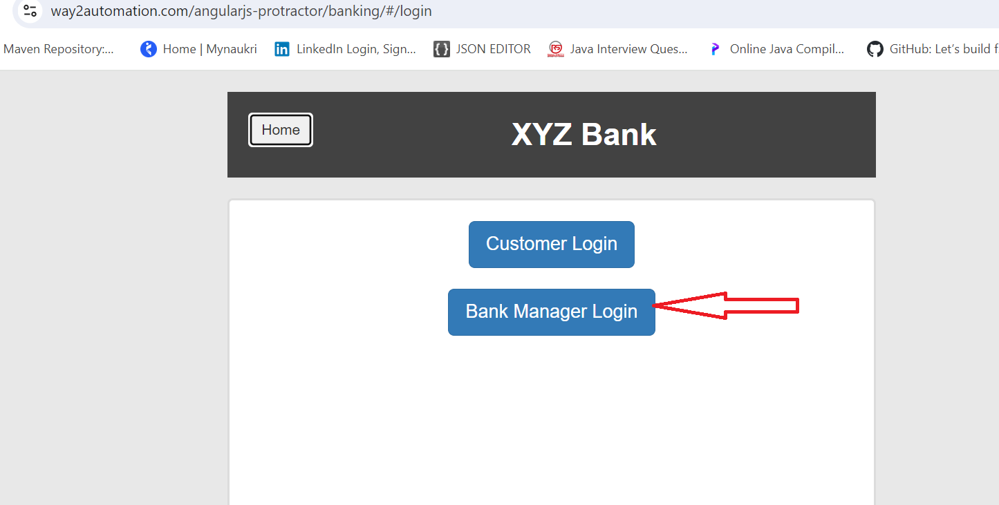 way2automation.com/angularjs-protractor/banking/#/login
Maven Repository:... Home | Mynaukri LinkedIn Login, Sign... JSON EDITOR Java Interview Ques... Online Java Compil... GitHub: Let's build f
Home XYZ Bank
Customer Login
Bank Manager Login